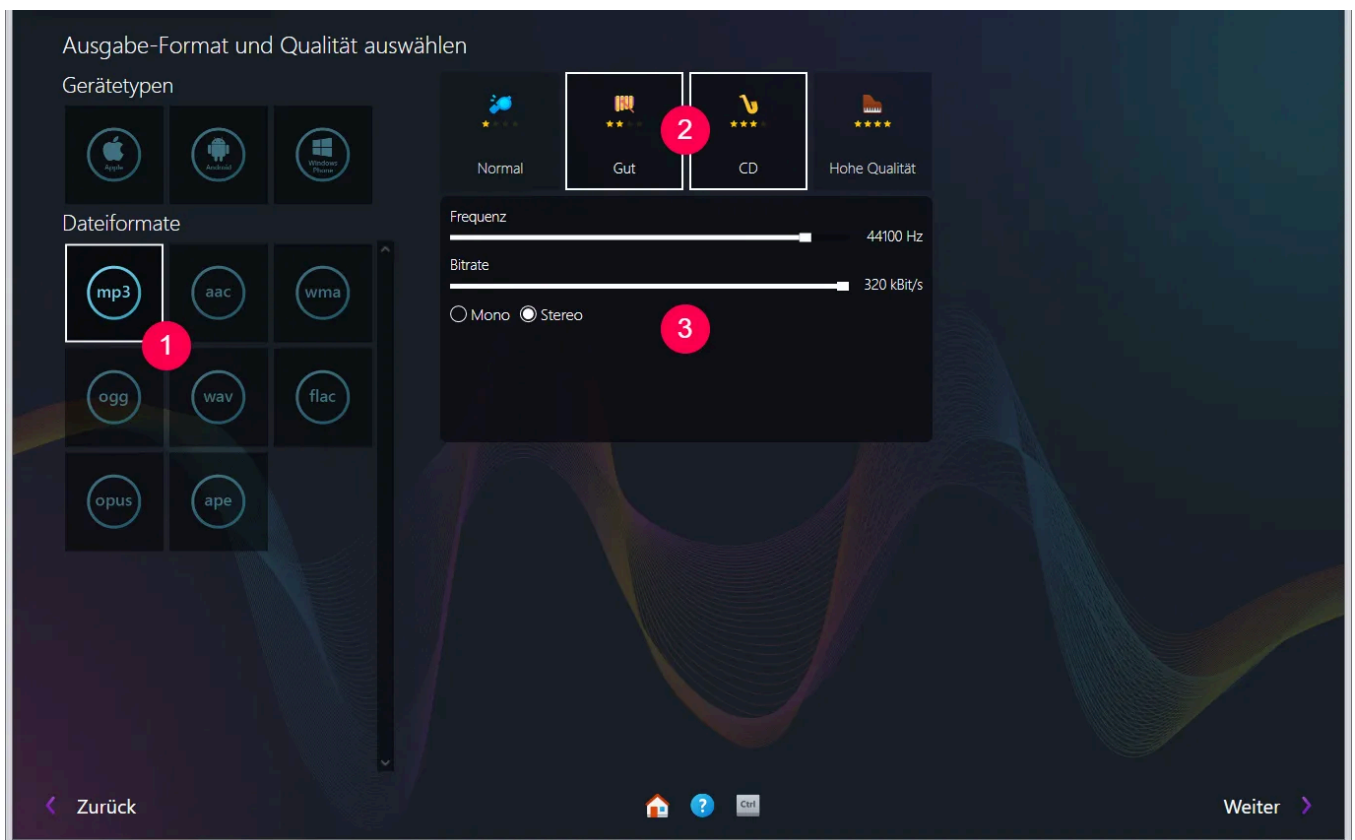 Ausgabe-Format und Qualität auswählen
Gerätetypen
Apple
Android
Windows
Phone
Dateiformate
mp3
aac
wma
1
ogg
wav
flac
opus
ape
2
Normal
Gut
CD
Hohe Qualität
Frequenz
44100 Hz
Bitrate
320 kBit/s
Mono
Stereo
3
Zurück
?
Ctrl
Weiter